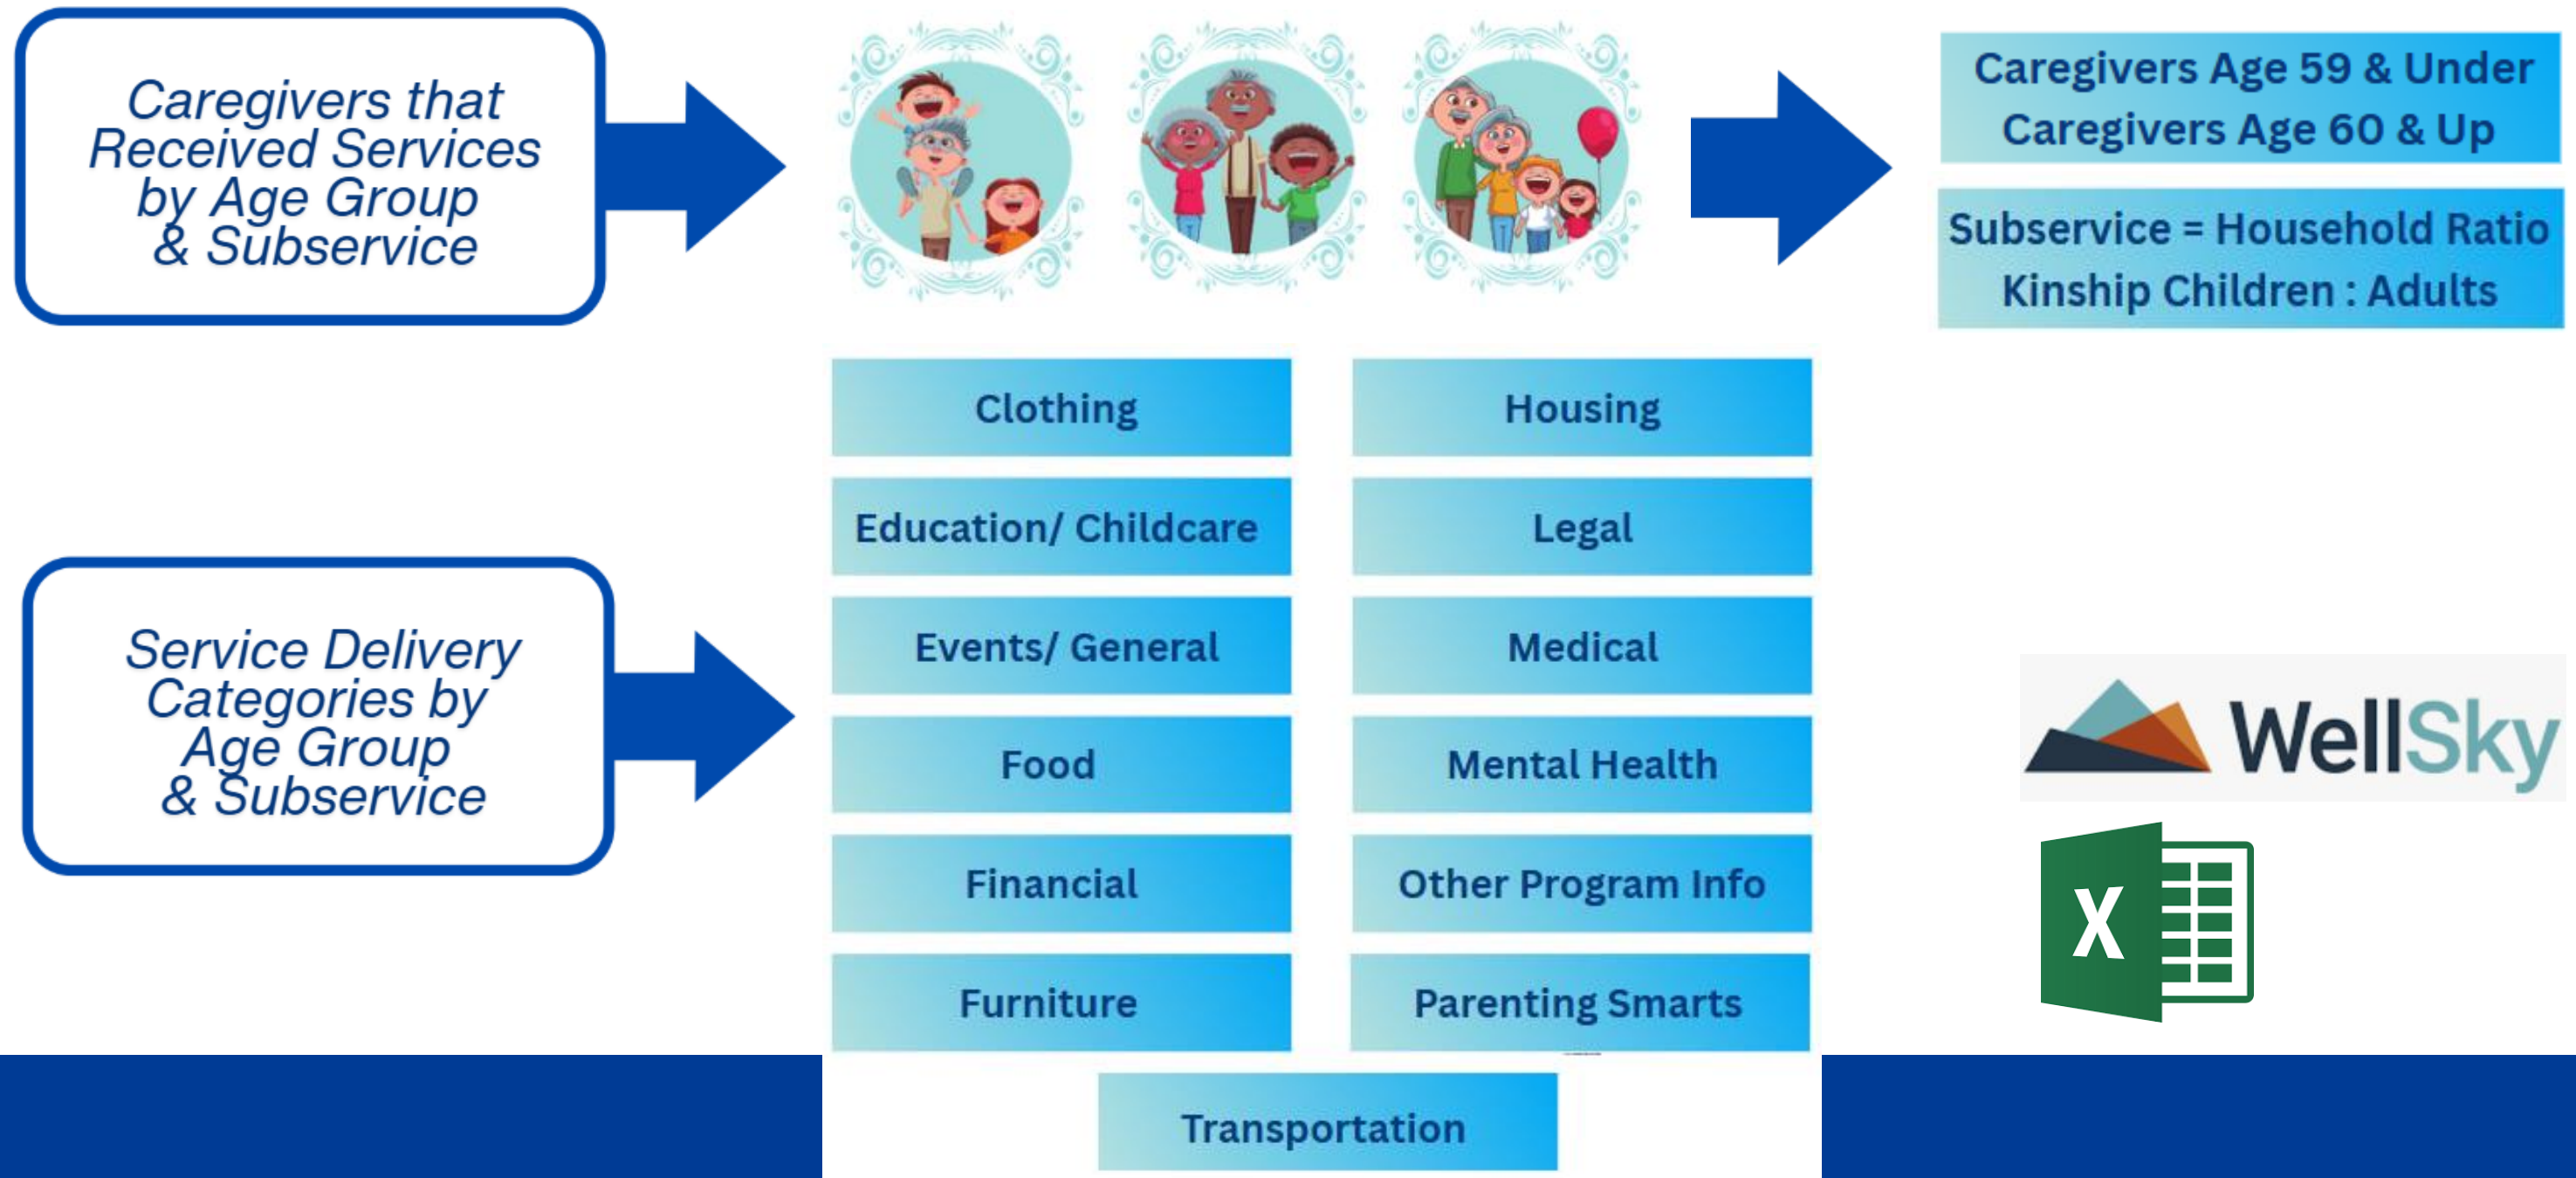 Caregivers that
Received Services
by Age Group
& Subservice
Caregivers Age 59 & Under
Caregivers Age 60 & Up
Subservice = Household Ratio
Kinship Children : Adults
Service Delivery
Categories by
Age Group
& Subservice
Clothing
Housing
Education/ Childcare
Legal
Events/ General
Medical
Food
Mental Health
Financial
Other Program Info
Furniture
Parenting Smarts
Transportation
WellSky
X